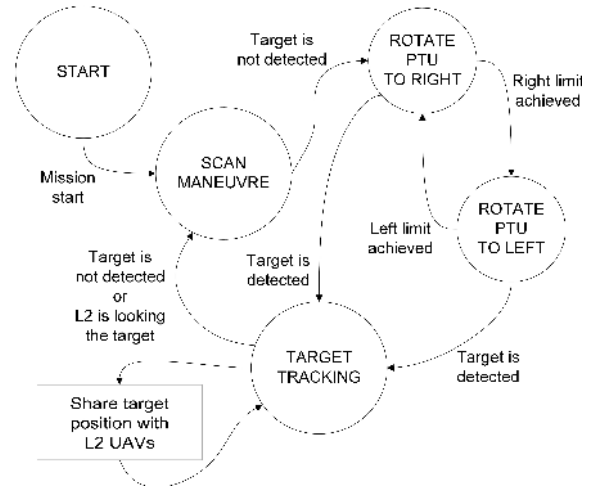 START
Mission
start
SCAN
MANEUVRE
Target is
not detected
ROTATE
PTU
TO RIGHT
Right limit
achieved
ROTATE
PTU
TO LEFT
Left limit
achieved
Target is
detected
Target is
detected
TARGET
TRACKING
Target is
not detected
or
L2 is looking
the target
Share target
position with
L2 UAVs